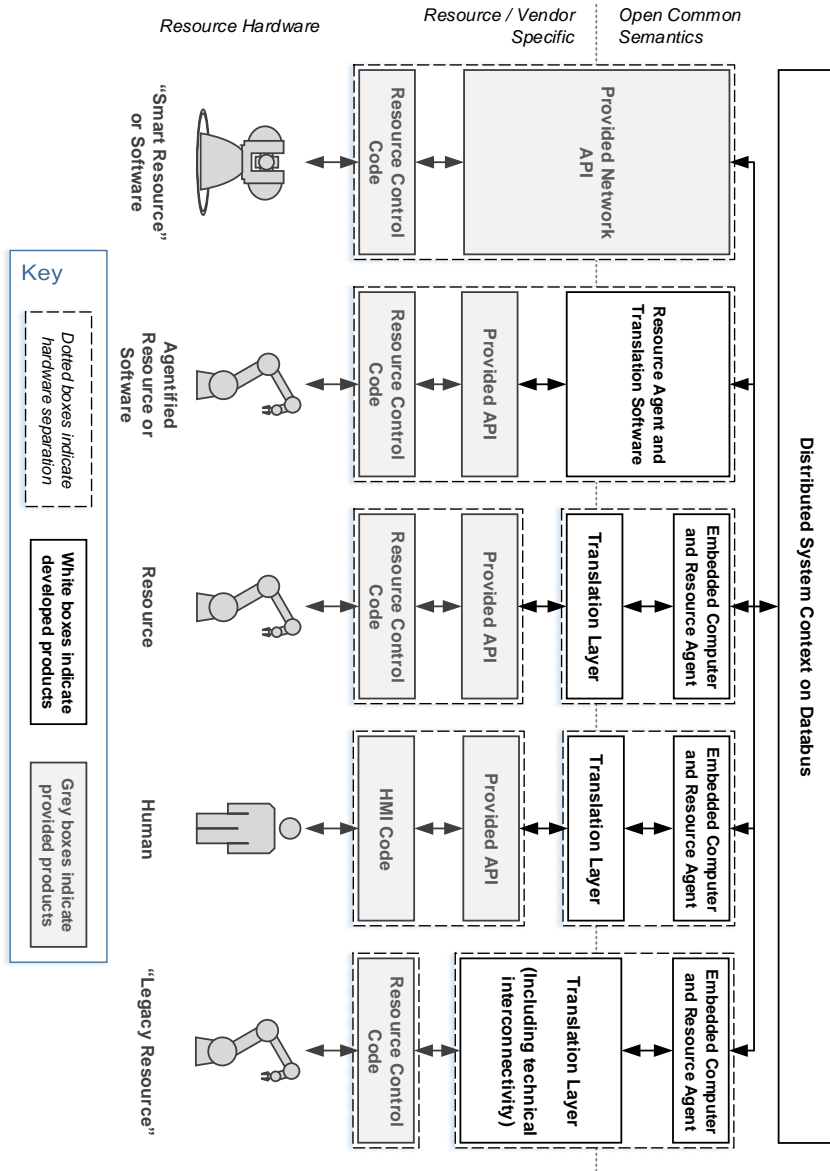 Distributed System Context on Databus
Open Common
Semantics
Resource / Vendor
Specific
Resource Hardware
Provided Network
API
Resource Control
Code
“Smart Resource”
or Software
Resource Agent and
Translation Software
Provided API
Resource Control
Code
Agentified
Resource or
Software
Embedded Computer
and Resource Agent
Translation Layer
Provided API
Resource Control
Code
Resource
Embedded Computer
and Resource Agent
Translation Layer
Provided API
HMI Code
Human
Embedded Computer
and Resource Agent
Translation Layer
(Including technical
interconnectivity)
Resource Control
Code
“Legacy Resource”
Key
Dotted boxes indicate
hardware separation
White boxes indicate
developed products
Grey boxes indicate
provided products